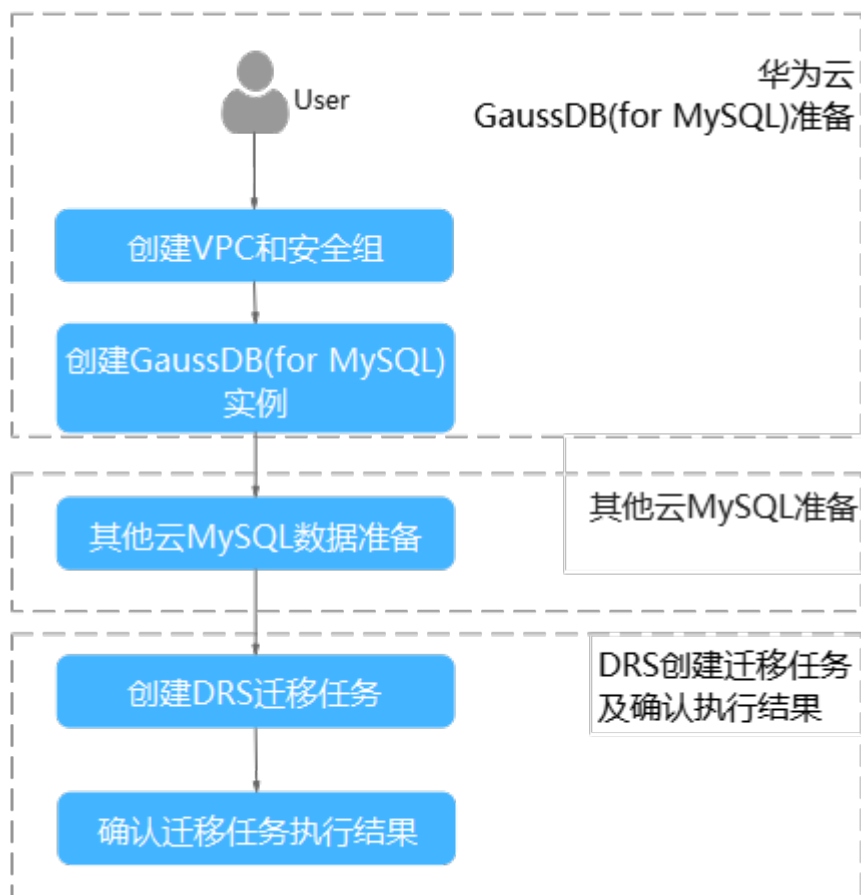 华为云
GaussDB(for MySQL)准备
User
创建VPC和安全组
创建GaussDB(for MySQL)
实例
其他云MySQL准备
其他云MySQL数据准备
DRS创建迁移任务
及确认执行结果
创建DRS迁移任务
确认迁移任务执行结果